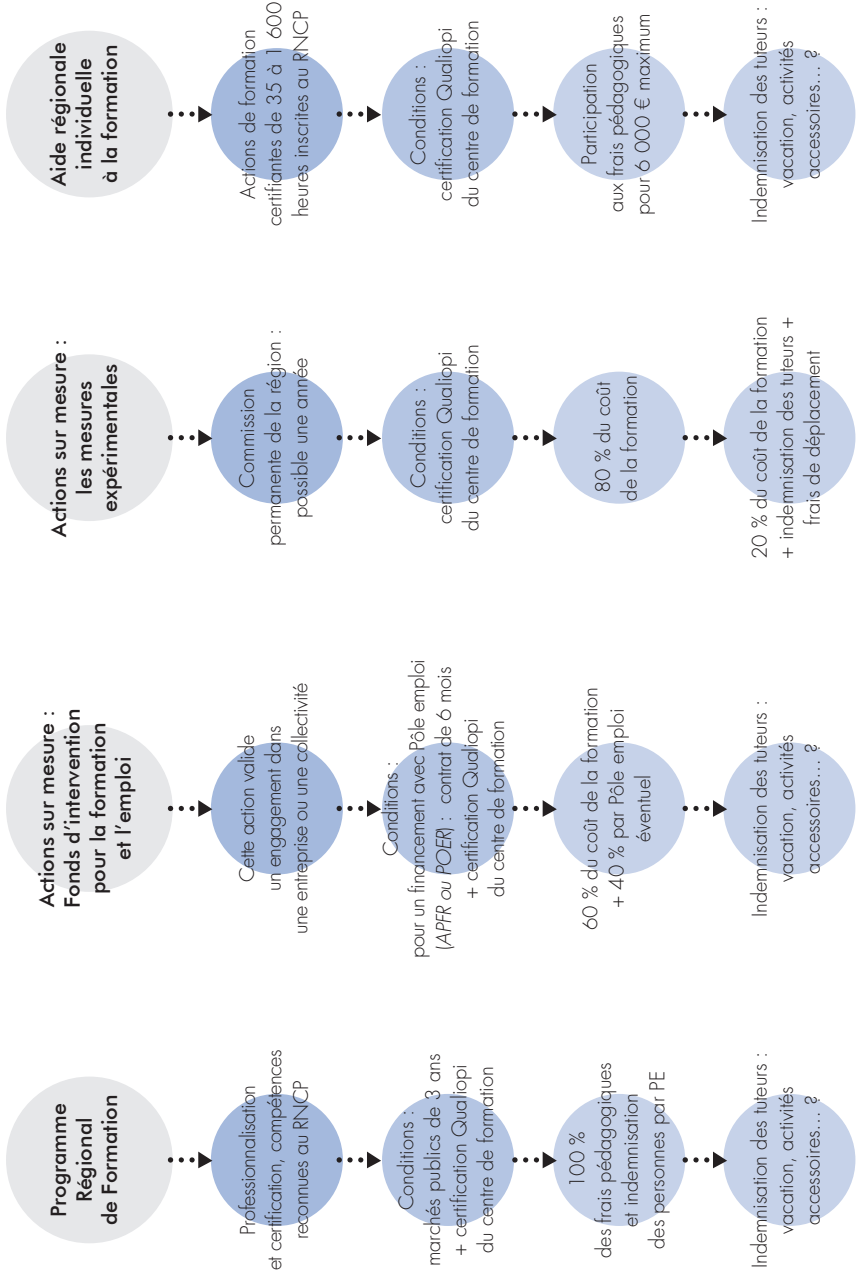 Programme
Régional
de Formation
Professionnalisation
et certification, compétences
reconnues au RNCP
Conditions :
marchés publics de 3 ans
+ certification Qualiopi
du centre de formation
100 %
des frais pédagogiques
et indemnisation
des personnes par PE
Indemnisation des tuteurs :
vacation, activités
accessoires… ?
Actions sur mesure :
Fonds d’intervention
pour la formation
et l’emploi
Cette action valide
un engagement dans
une entreprise ou une collectivité
Conditions :
pour un financement avec Pôle emploi
(APFR ou POER) : contrat de 6 mois
+ certification Qualiopi
du centre de formation
60 % du coût de la formation
+ 40 % par Pôle emploi
éventuel
Indemnisation des tuteurs :
vacation, activités
accessoires… ?
Actions sur mesure :
les mesures
expérimentales
Commission
permanente de la région :
possible une année
Conditions :
certification Qualiopi
du centre de formation
80 % du coût
de la formation
20 % du coût de la formation
+ indemnisation des tuteurs +
frais de déplacement
Aide régionale
individuelle
à la formation
Actions de formation
certifiantes de 35 à 1 600
heures inscrites au RNCP
Conditions :
certification Qualiopi
du centre de formation
Participation
aux frais pédagogiques
pour 6 000 € maximum
Indemnisation des tuteurs :
vacation, activités
accessoires… ?